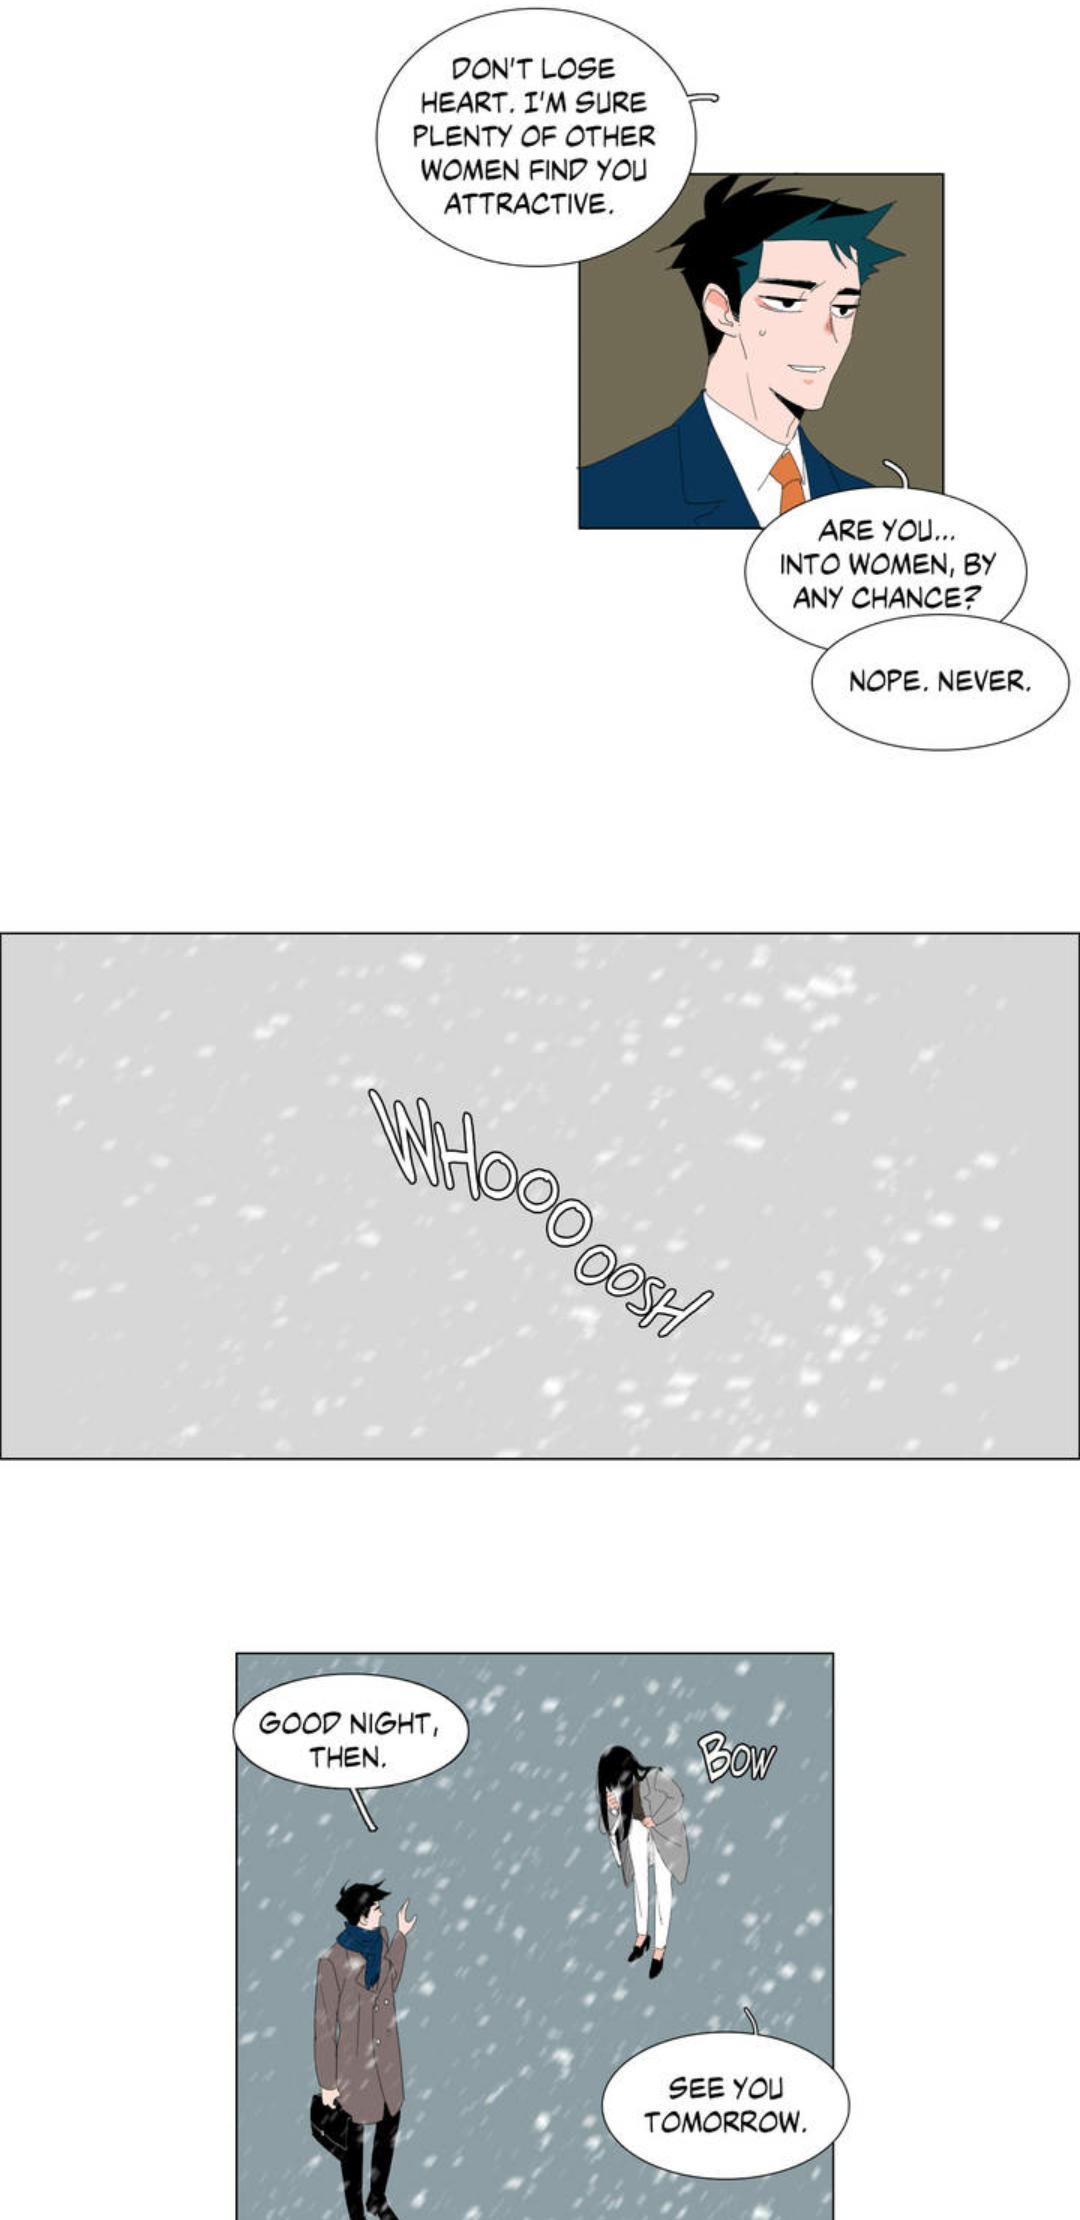 DON'T LOSE
HEART. I'M SURE
PLENTY OF OTHER
WOMEN FIND YOU
ATTRACTIVE.
ARE YOU...
INTO WOMEN, BY
ANY CHANCE?
NOPE. NEVER.
WHOOOOOOSH
GOOD NIGHT,
THEN.
BOW
SEE YOU
TOMORROW.